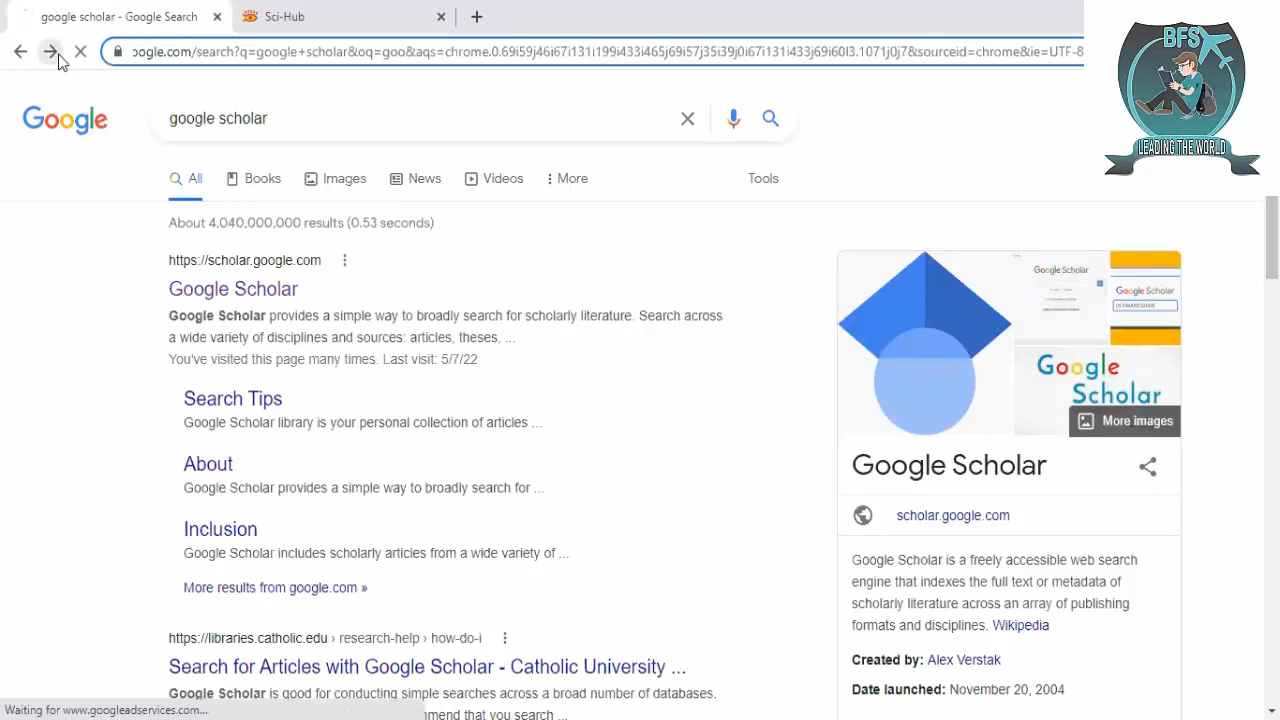 google scholar - Google Search
Sci-Hub
oogle.com/search?q=google+scholar&oq=goo&aqs=chrome.0.69i59j46i67i131i199i433i465j69i57j35i39j0i67i131i433j69i60l3.1071j0j7&sourceid=chrome&ie=UTF-8
BFS
LEADING THE WORLD
Google
google scholar
All
Books
Images
News
Videos
More
Tools
About 4,040,000,000 results (0.53 seconds)
https://scholar.google.com
Google Scholar
Google Scholar provides a simple way to broadly search for scholarly literature. Search across
a wide variety of disciplines and sources: articles, theses, ...
You've visited this page many times. Last visit: 5/7/22
Search Tips
Google Scholar library is your personal collection of articles ...
About
Google Scholar provides a simple way to broadly search for ...
Inclusion
Google Scholar includes scholarly articles from a wide variety of ...
More results from google.com »
https://libraries.catholic.edu › research-help › how-do-i
Search for Articles with Google Scholar - Catholic University ...
Google Scholar is good for conducting simple searches across a broad number of databases.
mend that you search ...
Waiting for www.googleadservices.com...
Google Scholar
Google Scholar
ULTIMATE GUIDE
Google
Scholar
More images
Google Scholar
scholar.google.com
Google Scholar is a freely accessible web search
engine that indexes the full text or metadata of
scholarly literature across an array of publishing
formats and disciplines. Wikipedia
Created by: Alex Verstak
Date launched: November 20, 2004